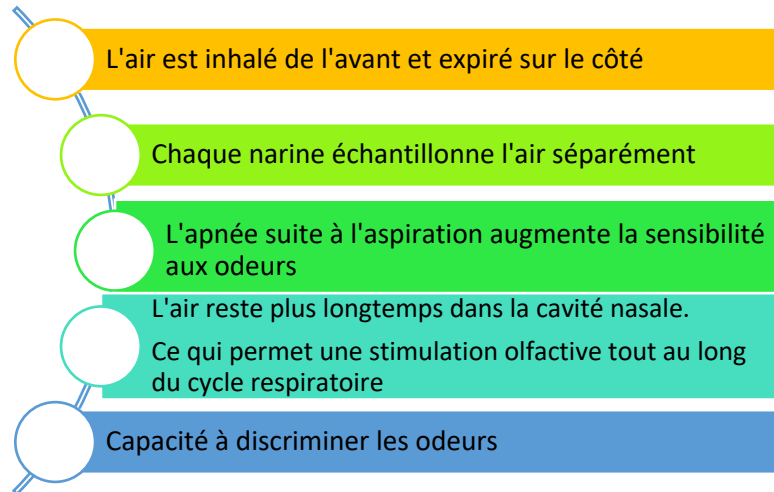 L'air est inhalé de l'avant et expiré sur le côté
Chaque narine échantillonne l'air séparément
L'apnée suite à l'aspiration augmente la sensibilité
aux odeurs
L'air reste plus longtemps dans la cavité nasale.
Ce qui permet une stimulation olfactive tout au long
du cycle respiratoire
Capacité à discriminer les odeurs